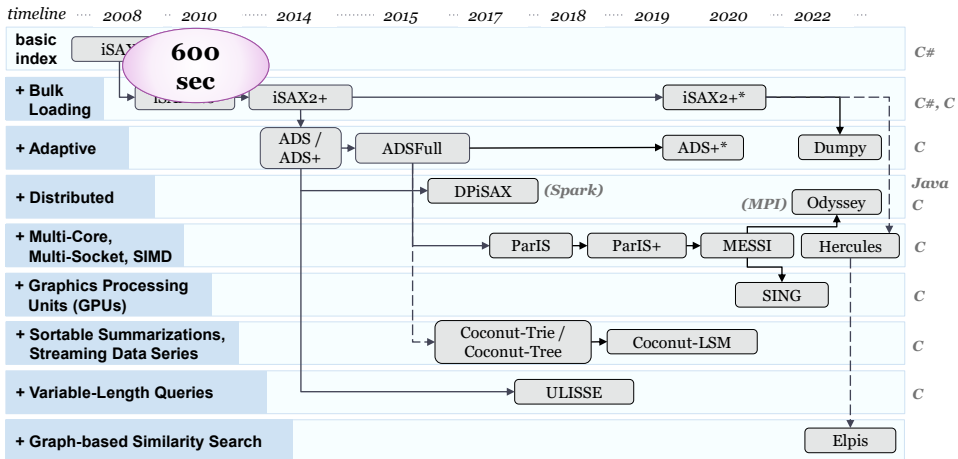 timeline 2008 2010 2014 2015 2017 2018 2019 2020 2022
basic
index
iSAX
600
sec
C#
+ Bulk
Loading
iSAX2+
iSAX2+*
C#, C
+ Adaptive
ADS /
ADS+
ADSFull
ADS+*
Dumpy
C
+ Distributed
DPiSAX
(Spark)
(MPI)
Odyssey
Java
C
+ Multi-Core,
Multi-Socket, SIMD
ParIS
ParIS+
MESSI
Hercules
C
+ Graphics Processing
Units (GPUs)
SING
C
+ Sortable Summarizations,
Streaming Data Series
Coconut-Trie /
Coconut-Tree
Coconut-LSM
C
+ Variable-Length Queries
ULISSE
C
+ Graph-based Similarity Search
Elpis